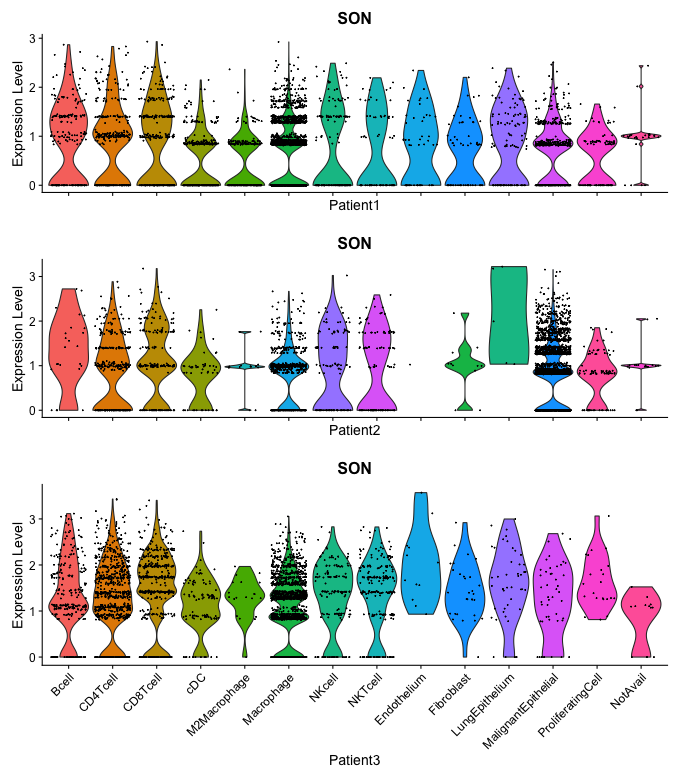 SON
Expression Level
3
2
1
0
Patient1
SON
Expression Level
3
2
1
0
Patient2
SON
Expression Level
3
2
1
0
Bcell
CD4Tcell
CD8Tcell
cDC
M2Macrophage
Macrophage
NKcell
NKTcell
Endothelium
Fibroblast
LungEpithelium
MalignantEpithelial
ProliferatingCell
NotAvail
Patient3